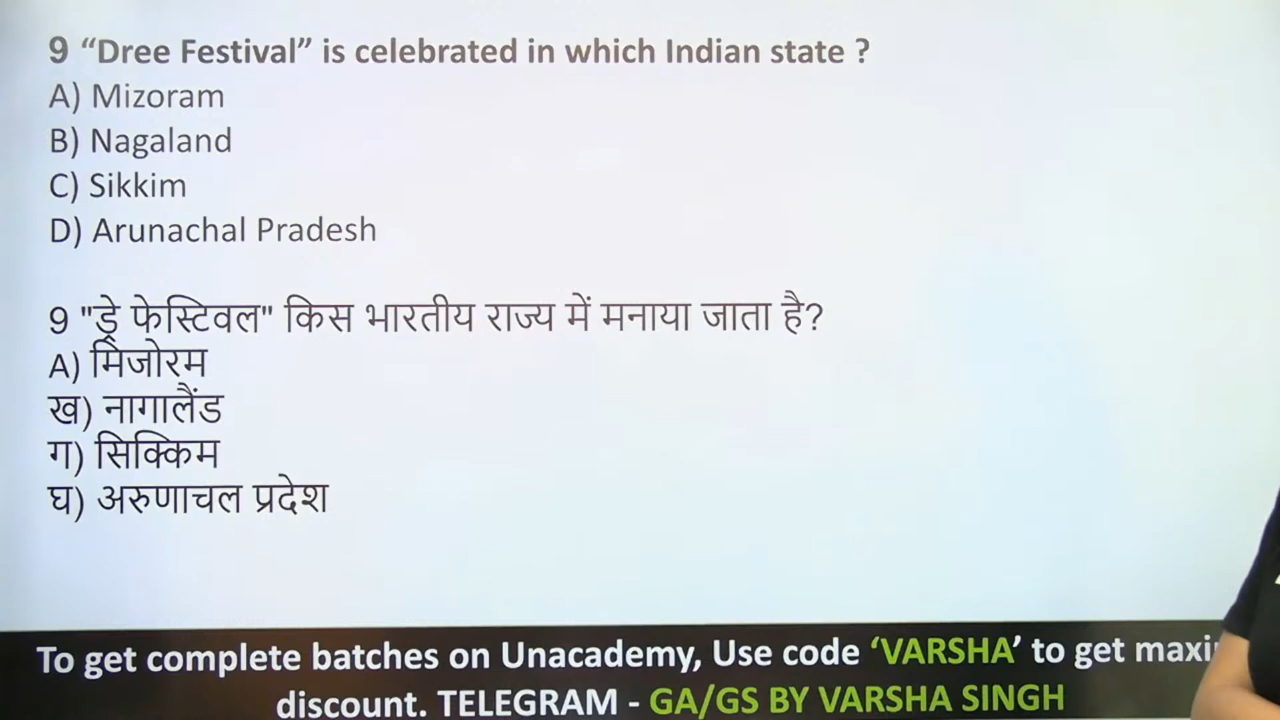 9 “Dree Festival” is celebrated in which Indian state ?
A) Mizoram
B) Nagaland
C) Sikkim
D) Arunachal Pradesh
9 "ड्रे फेस्टिवल" किस भारतीय राज्य में मनाया जाता है?
A) मिजोरम
ख) नागालैंड
ग) सिक्किम
घ) अरुणाचल प्रदेश
To get complete batches on Unacademy, Use code ‘VARSHA’ to get maxi
discount. TELEGRAM - GA/GS BY VARSHA SINGH